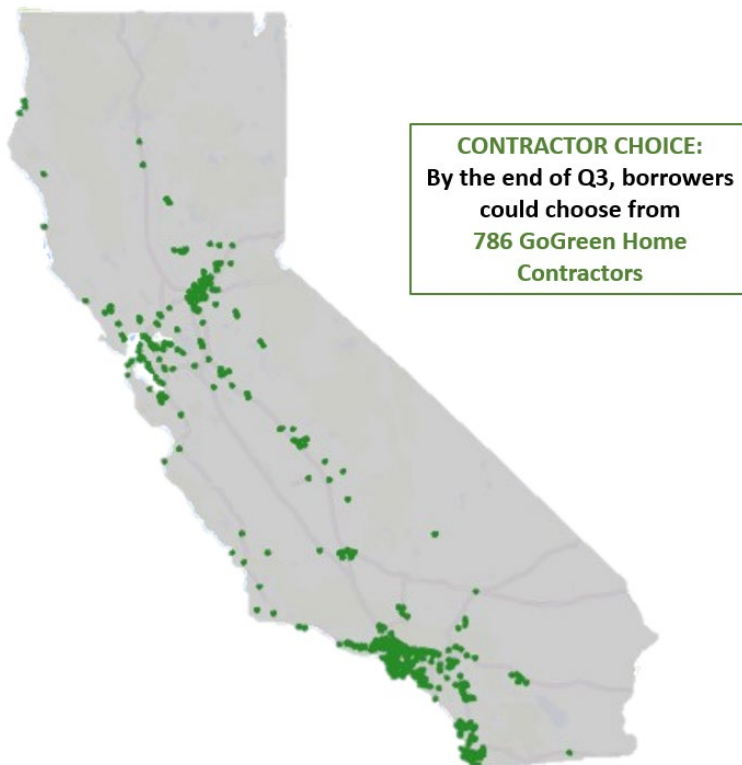 CONTRACTOR CHOICE:
By the end of Q3, borrowers
could choose from
786 GoGreen Home
Contractors